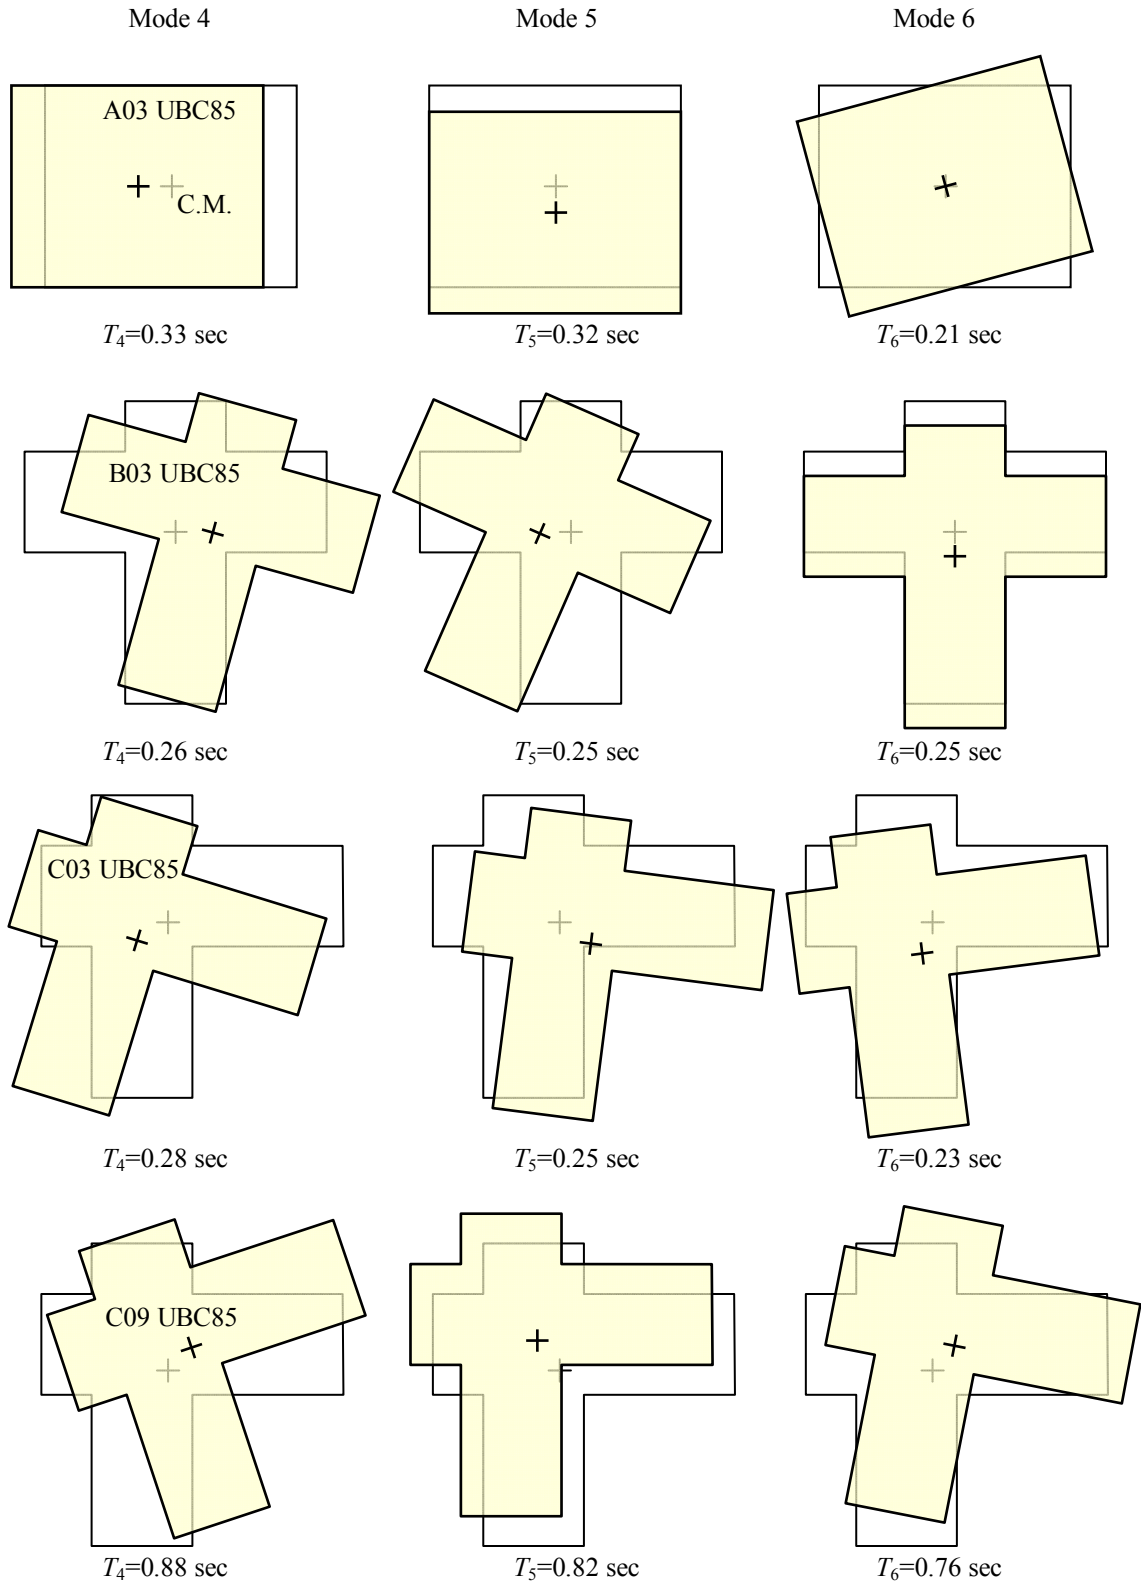 Mode 4 Mode 5 Mode 6
A03 UBC85
C.M.
T4=0.33 sec T5=0.32 sec T6=0.21 sec
B03 UBC85
T4=0.26 sec T5=0.25 sec T6=0.25 sec
C03 UBC85
T4=0.28 sec T5=0.25 sec T6=0.23 sec
C09 UBC85
T4=0.88 sec T5=0.82 sec T6=0.76 sec